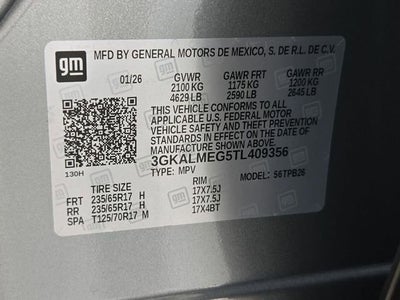 gm
MFD BY GENERAL MOTORS DE MEXICO, S. DE R.L. DE C.V.
01/26 GVWR GAWR FRT GAWR RR
2100 KG 1175 KG 1200 KG
4629 LB 2590 LB 2645 LB
THIS VEHICLE CONFORMS TO ALL
APPLICABLE U.S. FEDERAL MOTOR
VEHICLE SAFETY STANDARDS IN
EFFECT ON THE DATE OF
MANUFACTURE SHOWN ABOVE.
3GKALMEG5TL409356
130H TYPE: MPV MODEL: 56TPB26
TIRE SIZE RIM
FRT 235/65R17 H 17X7.5J
RR 235/65R17 H 17X7.5J
SPA T125/70R17 M 17X4BT